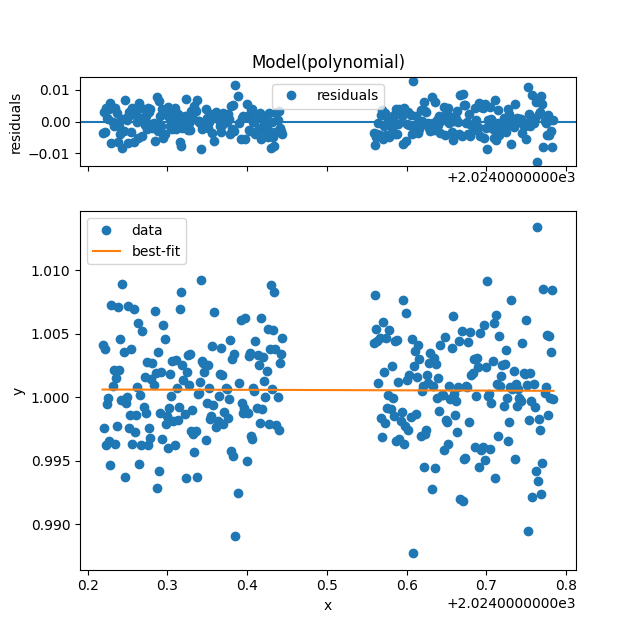 Model(polynomial)
0.01
0.00
−0.01
residuals
residuals
+2.0240000000e3
1.010
1.005
1.000
0.995
0.990
y
data
best-fit
0.2 0.3 0.4 0.5 0.6 0.7 0.8
x
+2.0240000000e3